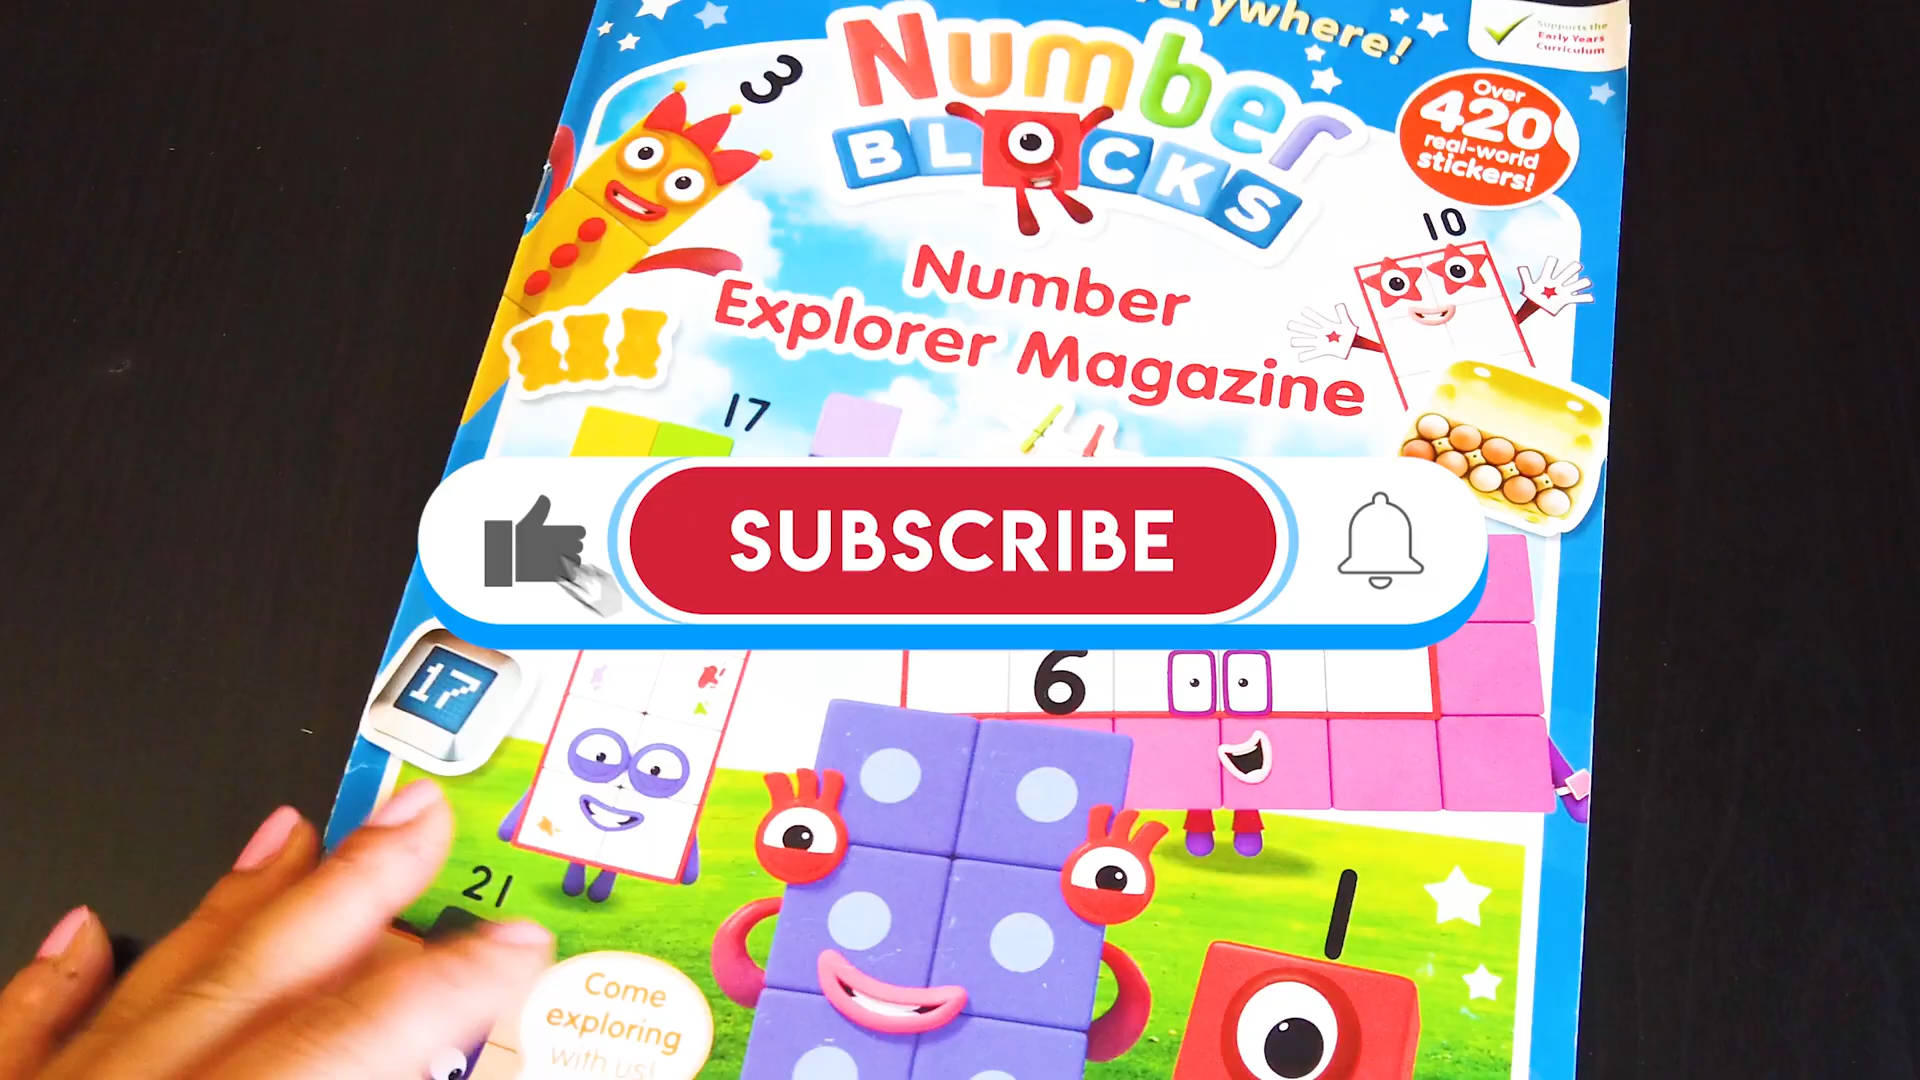 everywhere!
Supports the
Early Years
Curriculum
Number
BLOCKS
Over
420
real-world
stickers!
3
10
Number
Explorer Magazine
17
SUBSCRIBE
17
6
21
1
Come
exploring
with us!